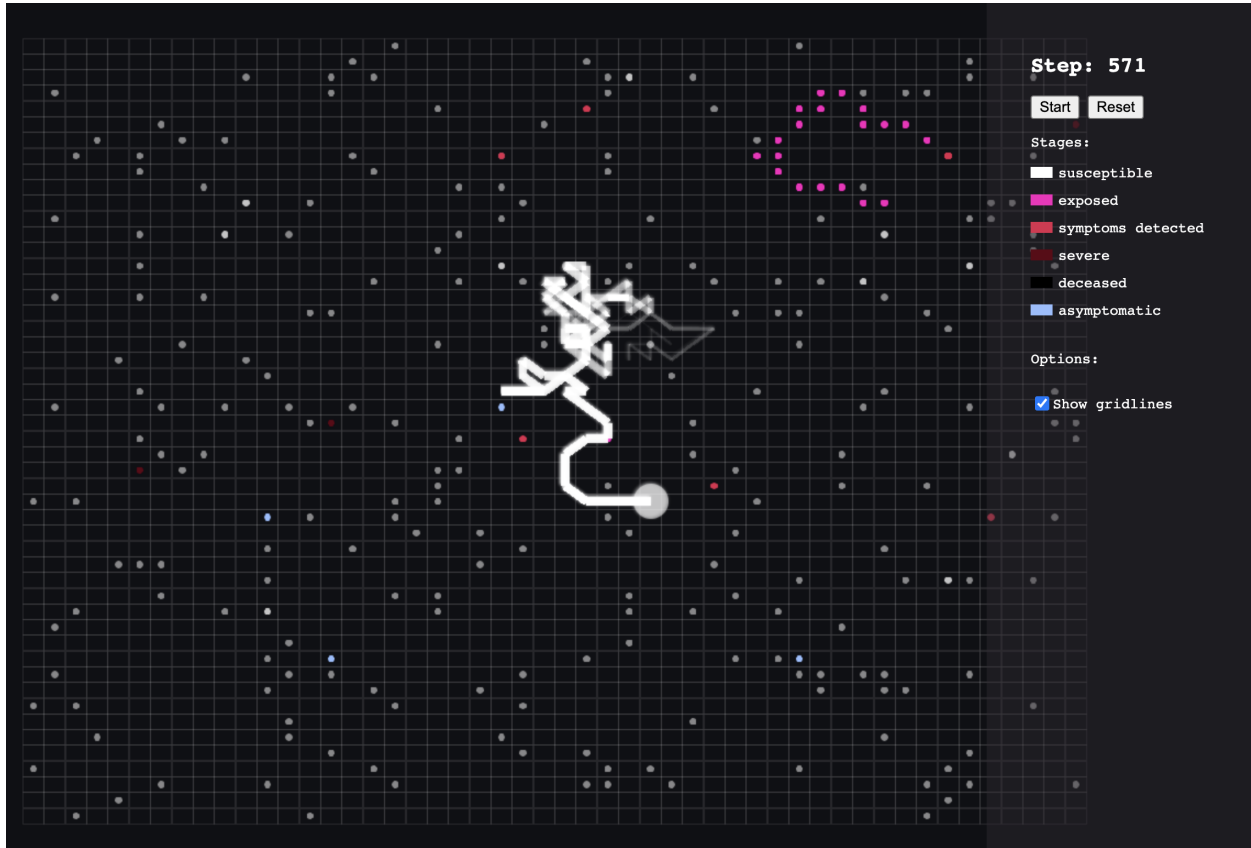 Step: 571
Start Reset
Stages:
susceptible
exposed
symptoms detected
severe
deceased
asymptomatic
Options:
Show gridlines